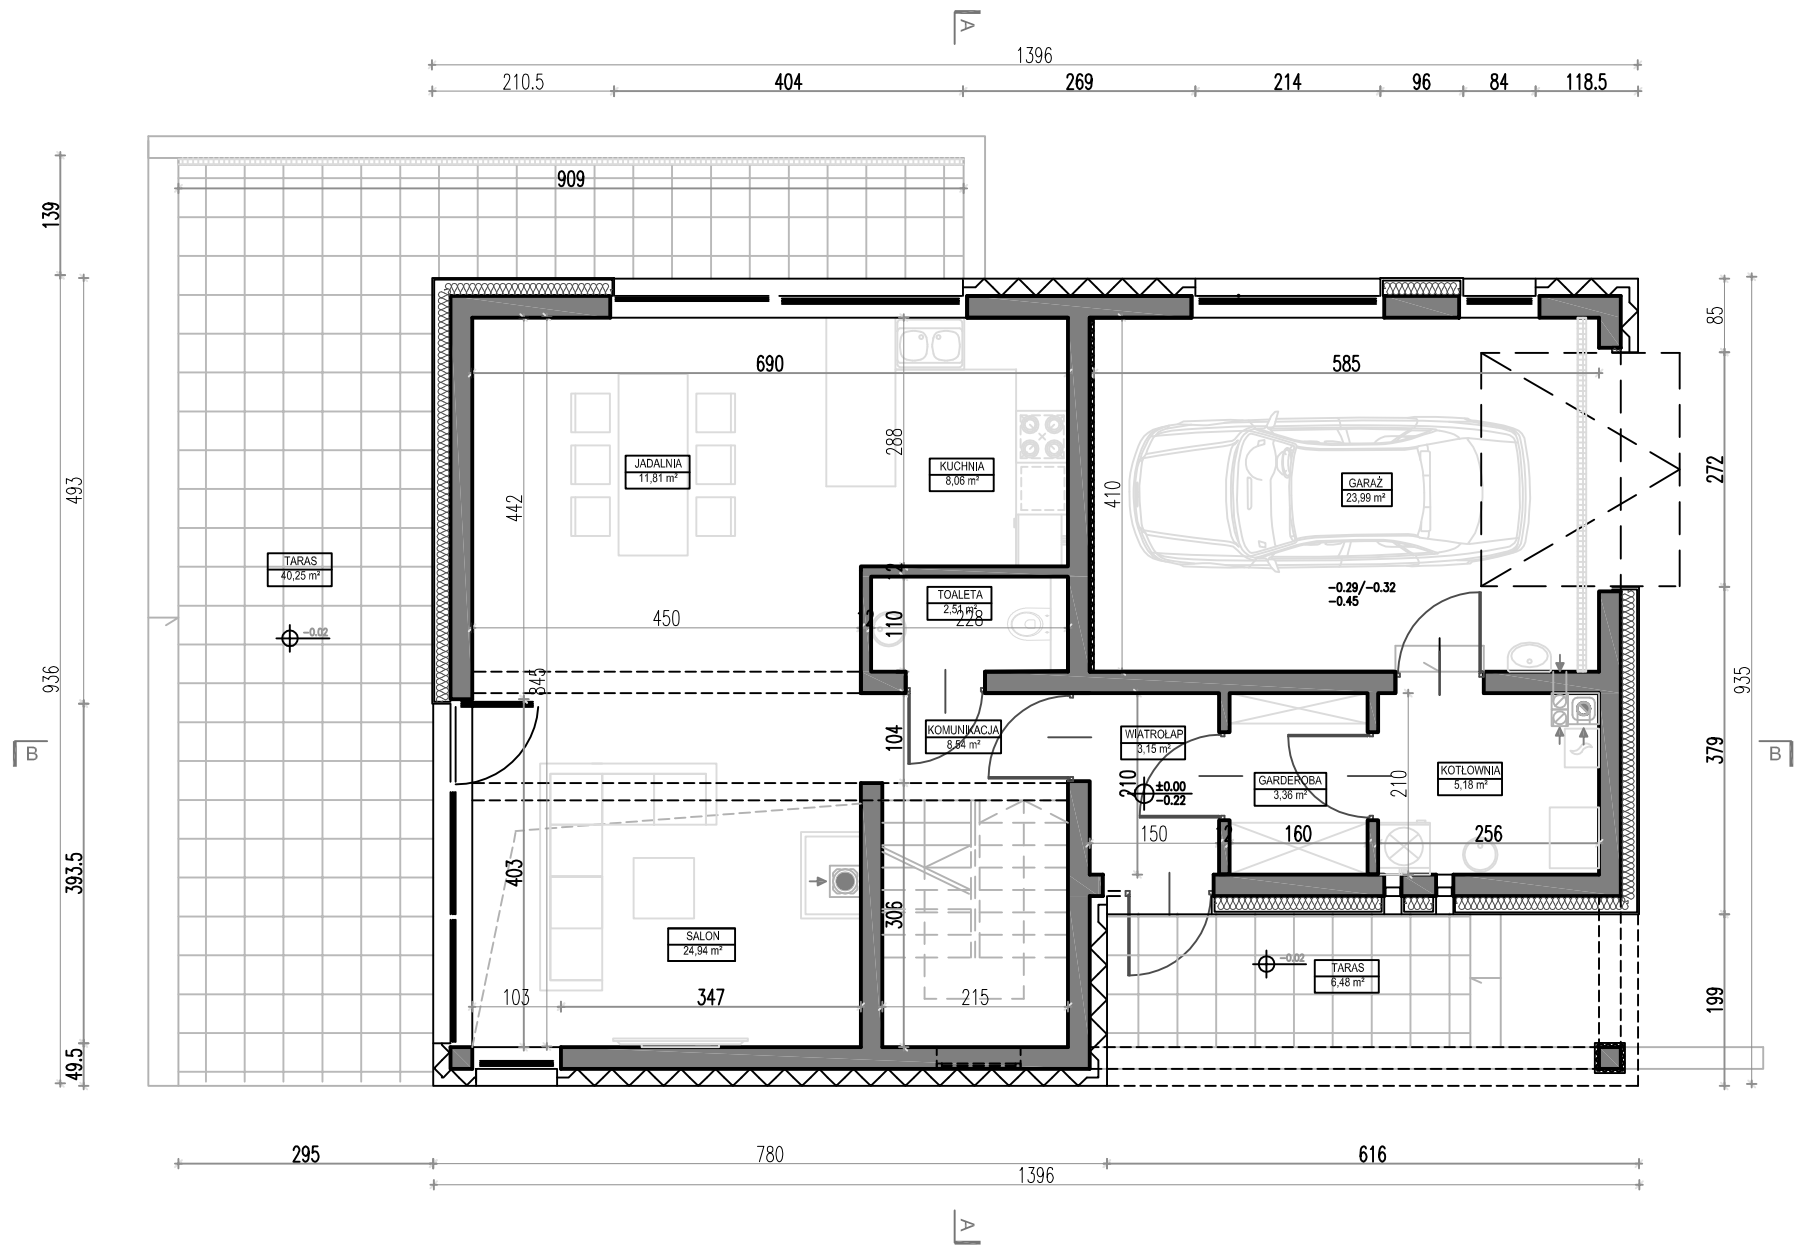 A
1396
210.5 404 269 214 96 84 118.5
909
139
85
690
585
288
JADALNIA
11,81 m²
KUCHNIA
8,06 m²
GARAŻ
23,99 m²
272
493
442
410
TARAS
40,25 m²
12
-0.29/-0.32
-0.45
TOALETA
2,51 m²
450
12
110
228
-0.02
936
845
935
KOMUNIKACJA
8,54 m²
104
WIATROŁAP
3,15 m²
B
B
379
210
±0.00
-0.22
GARDEROBA
3,36 m²
210
KOTŁOWNIA
5,18 m²
150
12
160
256
403
393.5
306
SALON
24,94 m²
-0.02
TARAS
6,48 m²
103
347
215
199
49.5
295
780
616
1396
A